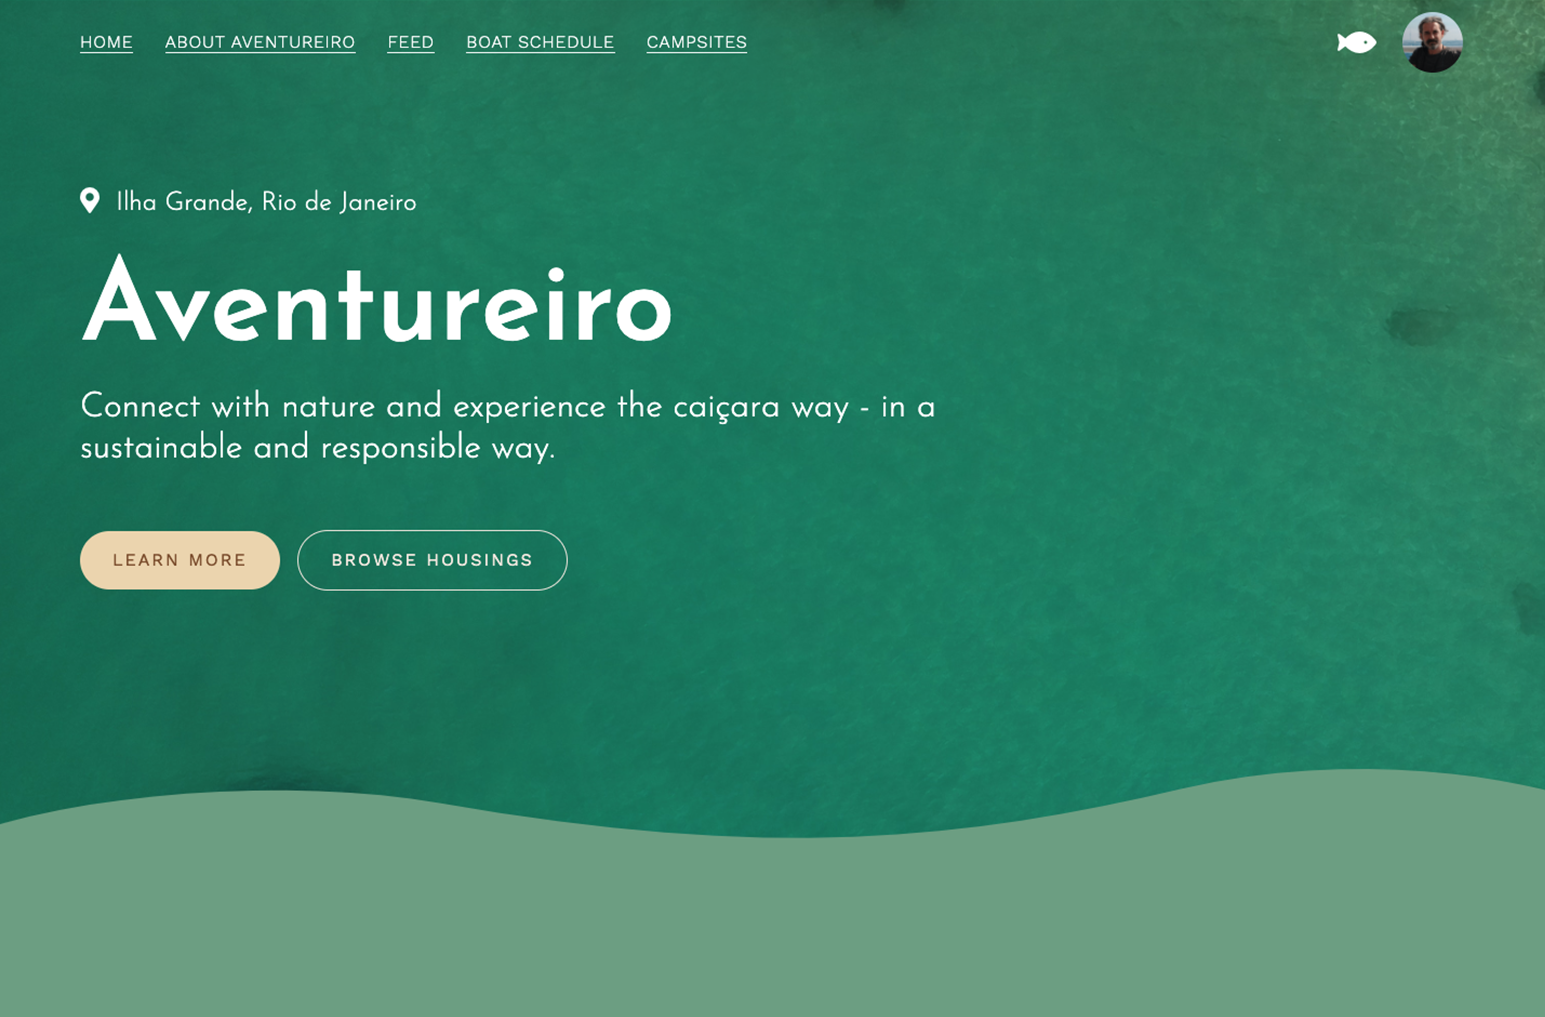 HOME ABOUT AVENTUREIRO FEED BOAT SCHEDULE CAMPSITES
Ilha Grande, Rio de Janeiro
Aventureiro
Connect with nature and experience the caiçara way - in a
sustainable and responsible way.
LEARN MORE BROWSE HOUSINGS